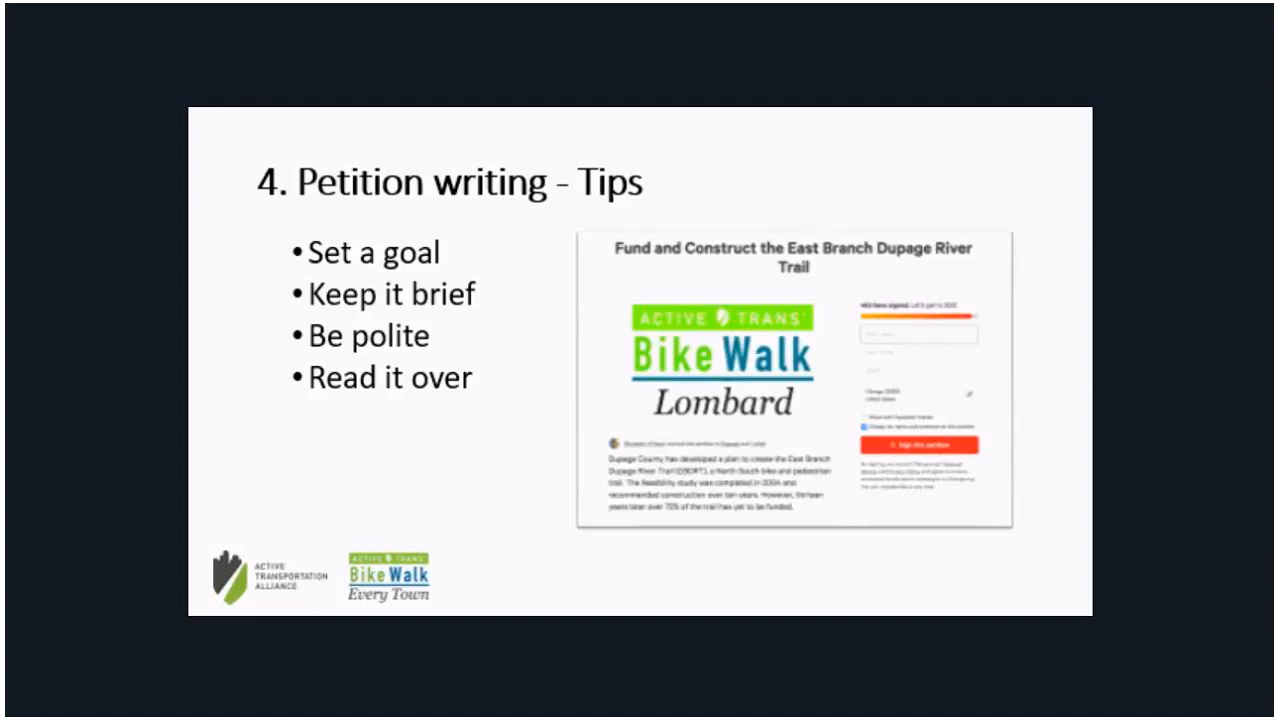 4. Petition writing - Tips
• Set a goal
• Keep it brief
• Be polite
• Read it over
Fund and Construct the East Branch Dupage River
Trail
ACTIVE TRANS
Bike Walk
Lombard
Dupage County has developed a plan to create the East Branch
Dupage River Trail (EBDRT), a North South bike and pedestrian
trail. The feasibility study was completed in 2004 and
recommended construction over ten years. However, thirteen
years later over 70% of the trail has yet to be funded.
Sign this petition
ACTIVE
TRANSPORTATION
ALLIANCE
ACTIVE TRANS
Bike Walk
Every Town